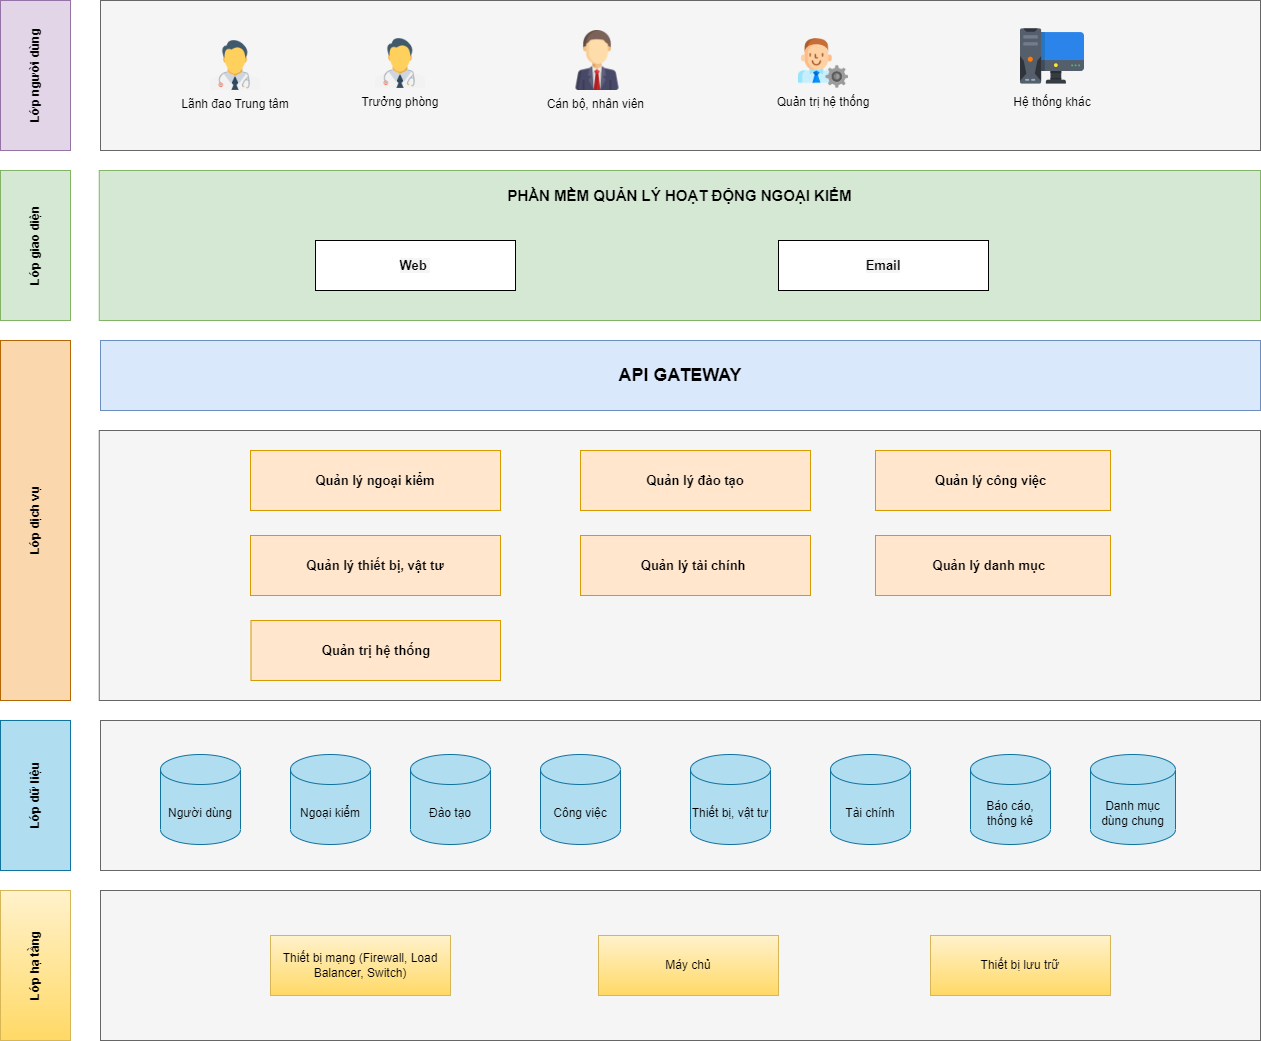 Lớp người dùng
Lãnh đao Trung tâm
Trưởng phòng
Cán bộ, nhân viên
Quản trị hệ thống
Hệ thống khác
Lớp giao diện
PHẦN MỀM QUẢN LÝ HOẠT ĐỘNG NGOẠI KIỂM
Web
Email
Lớp dịch vụ
API GATEWAY
Quản lý ngoại kiểm
Quản lý đào tạo
Quản lý công việc
Quản lý thiết bị, vật tư
Quản lý tài chính
Quản lý danh mục
Quản trị hệ thống
Lớp dữ liệu
Người dùng
Ngoại kiểm
Đào tạo
Công việc
Thiết bị, vật tư
Tài chính
Báo cáo,
thống kê
Danh mục
dùng chung
Lớp hạ tầng
Thiết bị mạng (Firewall, Load
Balancer, Switch)
Máy chủ
Thiết bị lưu trữ